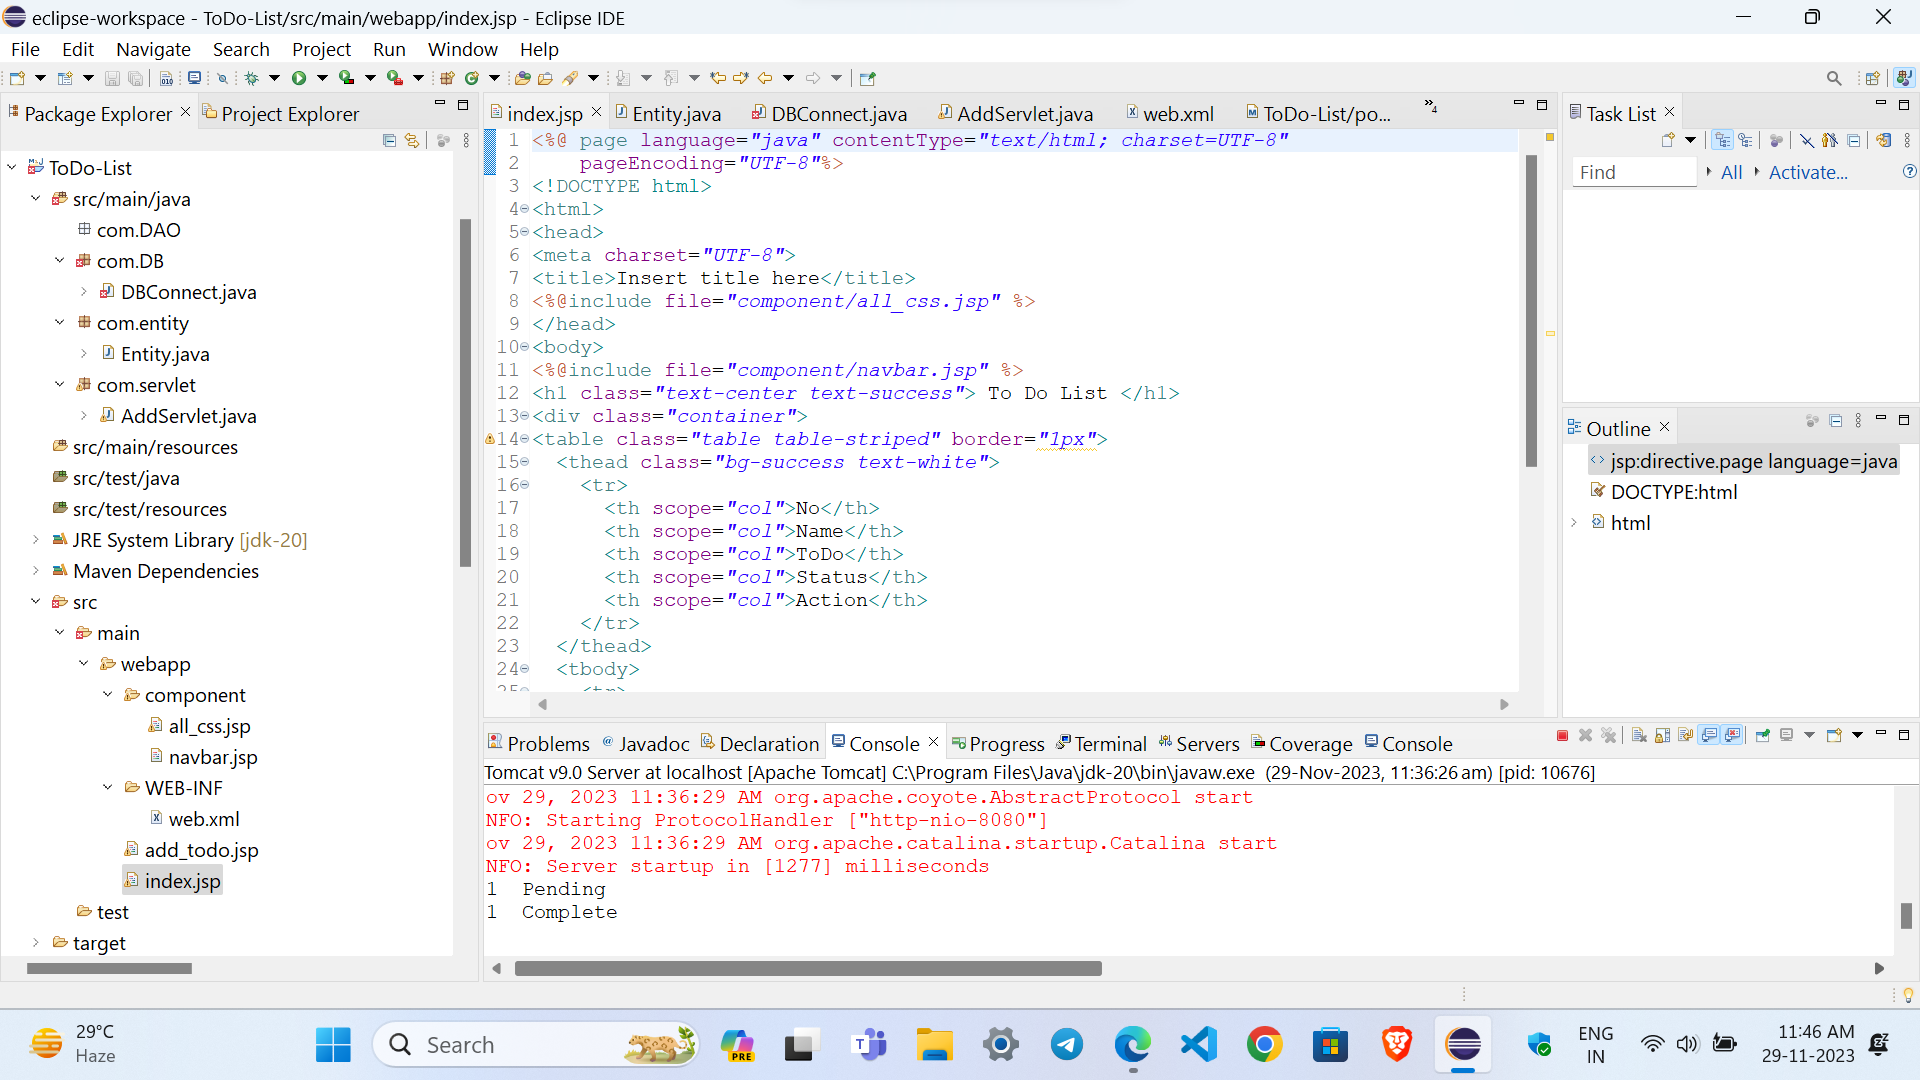 eclipse-workspace - ToDo-List/src/main/webapp/index.jsp - Eclipse IDE
File Edit Navigate Search Project Run Window Help
Package Explorer Project Explorer
ToDo-List
src/main/java
com.DAO
com.DB
DBConnect.java
com.entity
Entity.java
com.servlet
AddServlet.java
src/main/resources
src/test/java
src/test/resources
JRE System Library [jdk-20]
Maven Dependencies
src
main
webapp
component
all_css.jsp
navbar.jsp
WEB-INF
web.xml
add_todo.jsp
index.jsp
test
target
index.jsp Entity.java DBConnect.java AddServlet.java web.xml ToDo-List/po... »4
1 <%@ page language="java" contentType="text/html; charset=UTF-8"
2     pageEncoding="UTF-8"%>
3 <!DOCTYPE html>
4 <html>
5 <head>
6 <meta charset="UTF-8">
7 <title>Insert title here</title>
8 <%@include file="component/all_css.jsp" %>
9 </head>
10 <body>
11 <%@include file="component/navbar.jsp" %>
12 <h1 class="text-center text-success"> To Do List </h1>
13 <div class="container">
14 <table class="table table-striped" border="1px">
15   <thead class="bg-success text-white">
16     <tr>
17       <th scope="col">No</th>
18       <th scope="col">Name</th>
19       <th scope="col">ToDo</th>
20       <th scope="col">Status</th>
21       <th scope="col">Action</th>
22     </tr>
23   </thead>
24   <tbody>
25     <tr>
Task List
Find All Activate...
Outline
jsp:directive.page language=java
DOCTYPE:html
html
Problems Javadoc Declaration Console Progress Terminal Servers Coverage Console
Tomcat v9.0 Server at localhost [Apache Tomcat] C:\Program Files\Java\jdk-20\bin\javaw.exe (29-Nov-2023, 11:36:26 am) [pid: 10676]
ov 29, 2023 11:36:29 AM org.apache.coyote.AbstractProtocol start
NFO: Starting ProtocolHandler ["http-nio-8080"]
ov 29, 2023 11:36:29 AM org.apache.catalina.startup.Catalina start
NFO: Server startup in [1277] milliseconds
1  Pending
1  Complete
29°C
Haze
Search
PRE
ENG
IN
11:46 AM
29-11-2023